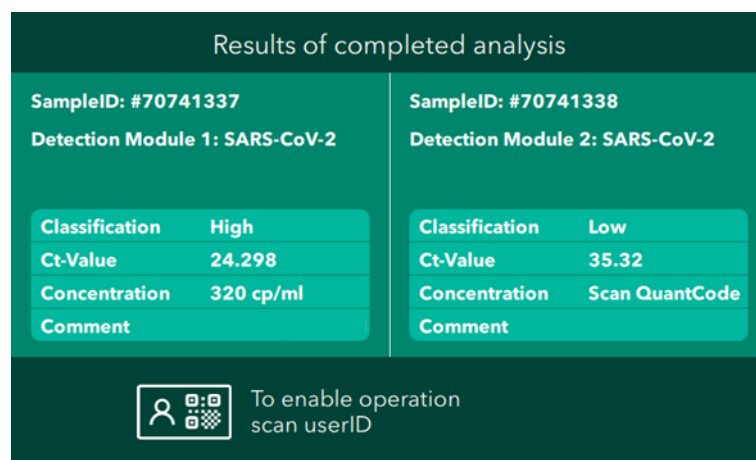 Results of completed analysis
SampleID: #70741337
Detection Module 1: SARS-CoV-2
Classification High
Ct-Value 24.298
Concentration 320 cp/ml
Comment
SampleID: #70741338
Detection Module 2: SARS-CoV-2
Classification Low
Ct-Value 35.32
Concentration Scan QuantCode
Comment
To enable operation
scan userID